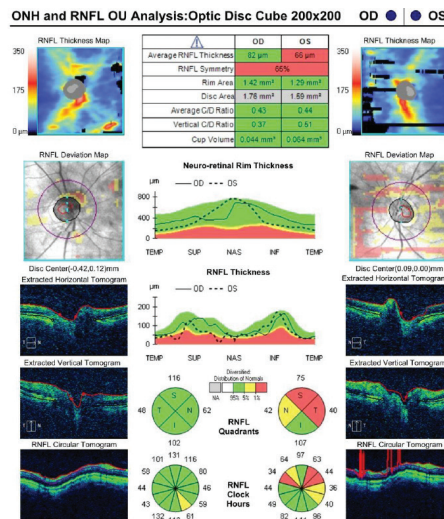 ONH and RNFL OU Analysis:Optic Disc Cube 200x200 OD OS
RNFL Thickness Map
350
175
0 µm
OD OS
Average RNFL Thickness 82 µm 66 µm
RNFL Symmetry 66%
Rim Area 1.42 mm² 1.29 mm²
Disc Area 1.76 mm² 1.69 mm²
Average C/D Ratio 0.43 0.44
Vertical C/D Ratio 0.37 0.51
Cup Volume 0.044 mm³ 0.064 mm³
RNFL Thickness Map
350
175
0 µm
RNFL Deviation Map
Disc Center(-0.42,0.12)mm
Neuro-retinal Rim Thickness
µm
OD OS
800
400
0
TEMP SUP NAS INF TEMP
RNFL Deviation Map
Disc Center(0.09,0.00)mm
Extracted Horizontal Tomogram
RNFL Thickness
µm
OD OS
200
100
0
TEMP SUP NAS INF TEMP
Extracted Horizontal Tomogram
Extracted Vertical Tomogram
Extracted Vertical Tomogram
Diversified:
Distribution of Normals
NA 95% 5% 1%
116
S
48 T N 62
I
102
RNFL
Quadrants
75
S
42 N T 40
I
107
RNFL Circular Tomogram
RNFL Circular Tomogram
RNFL
Clock
Hours
131
101 116
58 80
44 46
43 59
132 61
97
64 63
34 44
44 36
49 40
82 96